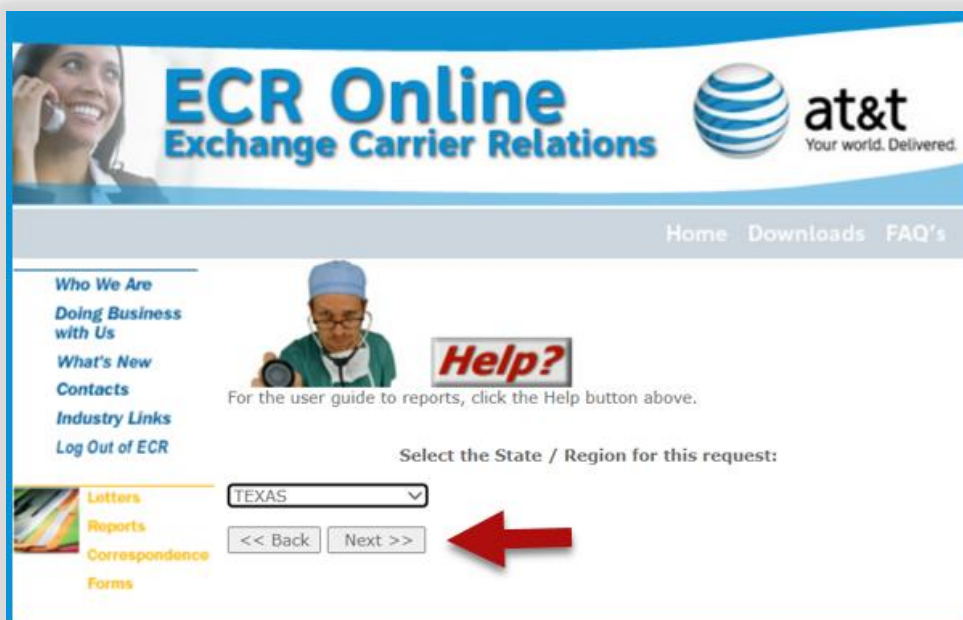 ECR Online
Exchange Carrier Relations
at&t
Your world. Delivered.
Home Downloads FAQ's
Who We Are
Doing Business
with Us
What's New
Contacts
Industry Links
Log Out of ECR
Help?
For the user guide to reports, click the Help button above.
Select the State / Region for this request:
TEXAS
<< Back Next >>
Letters
Reports
Correspondence
Forms